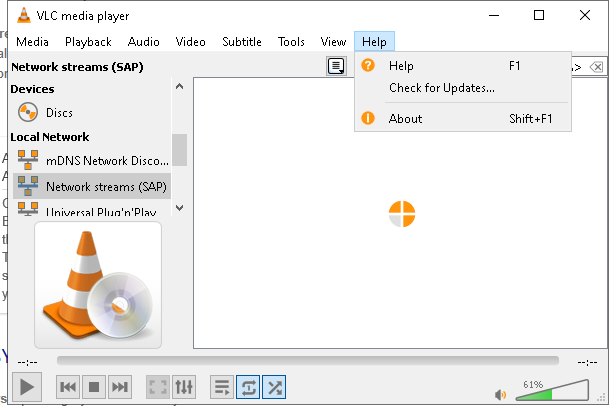 VLC media player
Media Playback Audio Video Subtitle Tools View Help
Network streams (SAP)
Devices
Discs
Local Network
mDNS Network Disco...
Network streams (SAP)
Universal Plug'n'Play
Help F1
Check for Updates...
About Shift+F1
--:-- --:--
61%